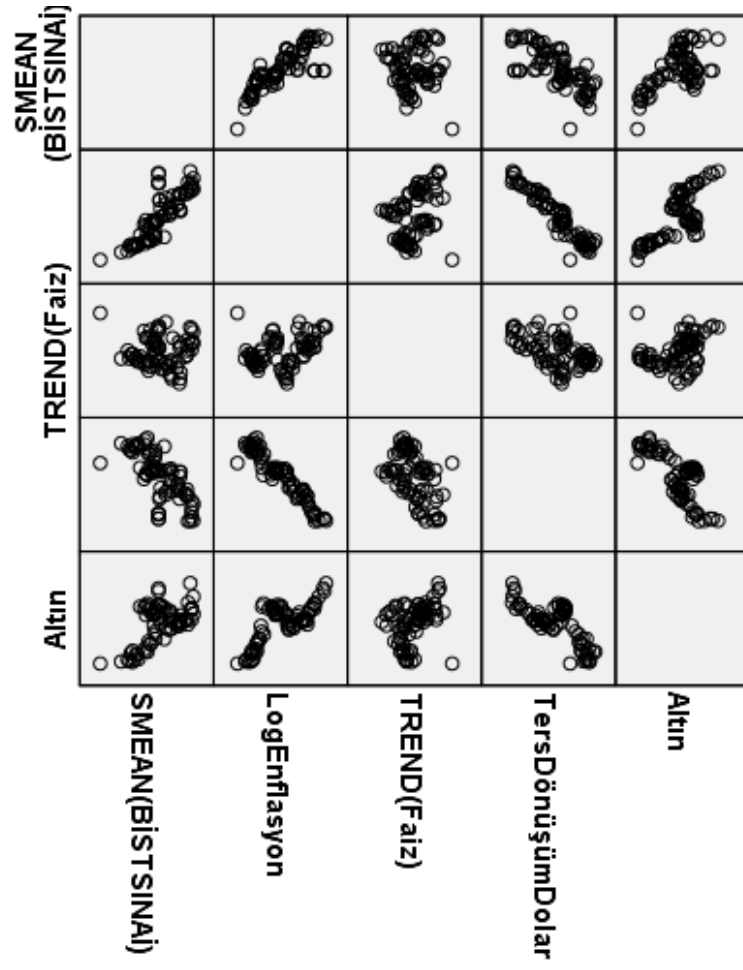 SMEAN
(BİSTSINAİ)
TREND(Faiz)
Altın
SMEAN(BİSTSINAİ)
LogEnflasyon
TREND(Faiz)
TersDönüşümDolar
Altın